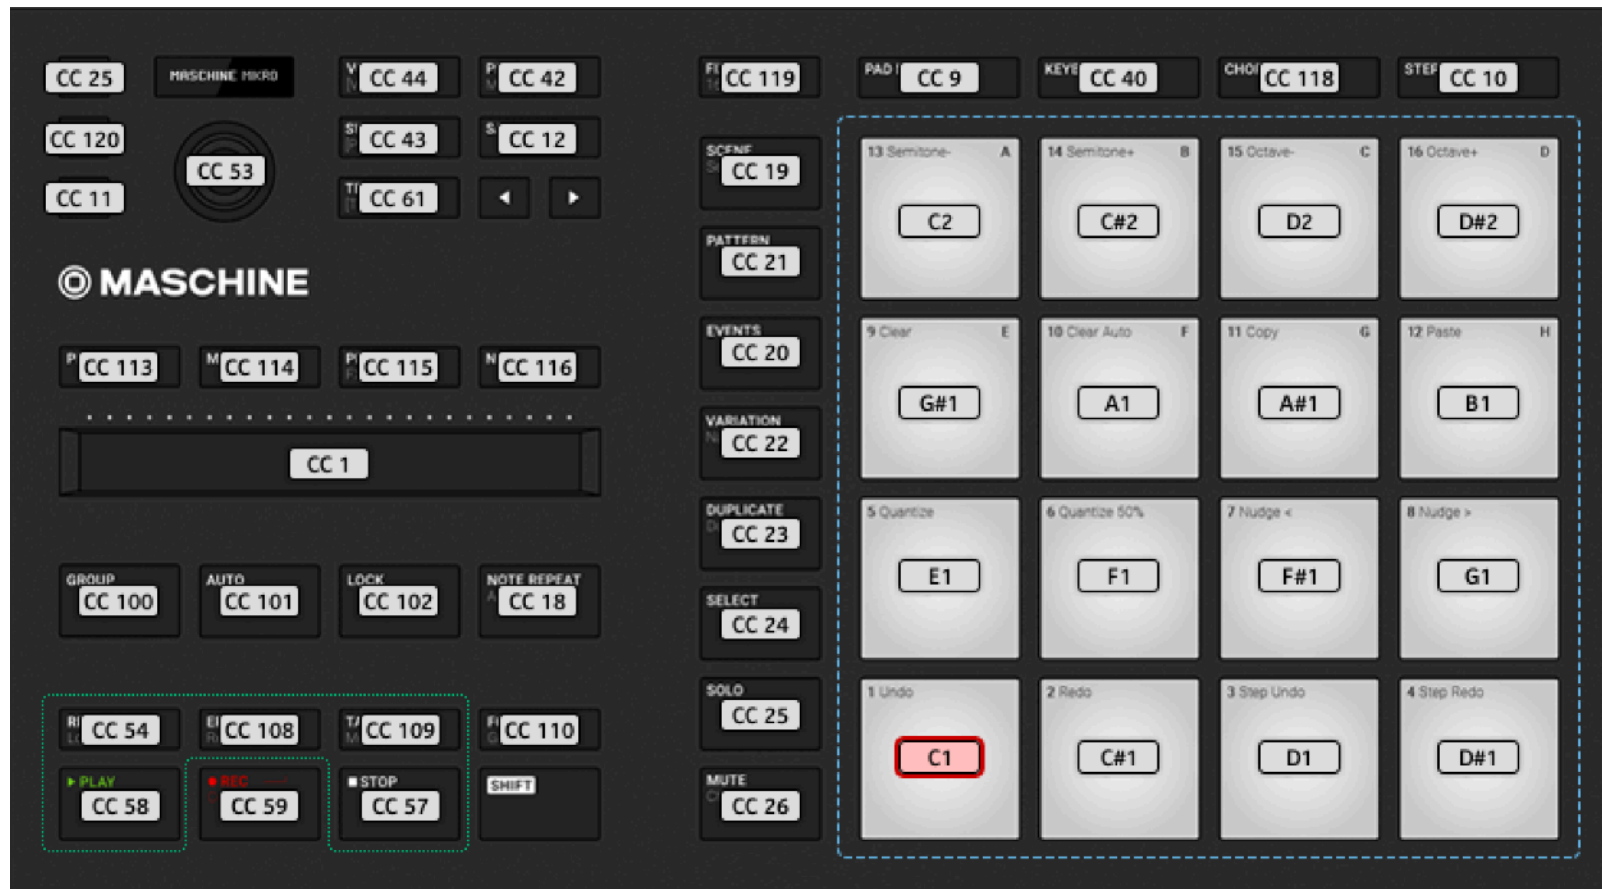 CC 25
MASCHINE MIKRO
CC 44
CC 42
CC 119
PAD
CC 9
CC 40
CC 118
CC 10
CC 120
CC 43
CC 12
CC 11
CC 53
CC 61
SCENE
CC 19
13 Semitone- A
C2
14 Semitone+ B
C#2
15 Octave- C
D2
16 Octave+ D
D#2
PATTERN
CC 21
MASCHINE
EVENTS
CC 20
9 Clear E
G#1
10 Clear Auto F
A1
11 Copy G
A#1
12 Paste H
B1
P CC 113
M CC 114
CC 115
N CC 116
VARIATION
CC 22
CC 1
DUPLICATE
CC 23
5 Quantize
E1
6 Quantize 50%
F1
7 Nudge <
F#1
8 Nudge >
G1
GROUP
CC 100
AUTO
CC 101
LOCK
CC 102
NOTE REPEAT
CC 18
SELECT
CC 24
SOLO
CC 25
1 Undo
C1
2 Redo
C#1
3 Step Undo
D1
4 Step Redo
D#1
CC 54
CC 108
CC 109
CC 110
PLAY
CC 58
REC
CC 59
STOP
CC 57
SHIFT
MUTE
CC 26